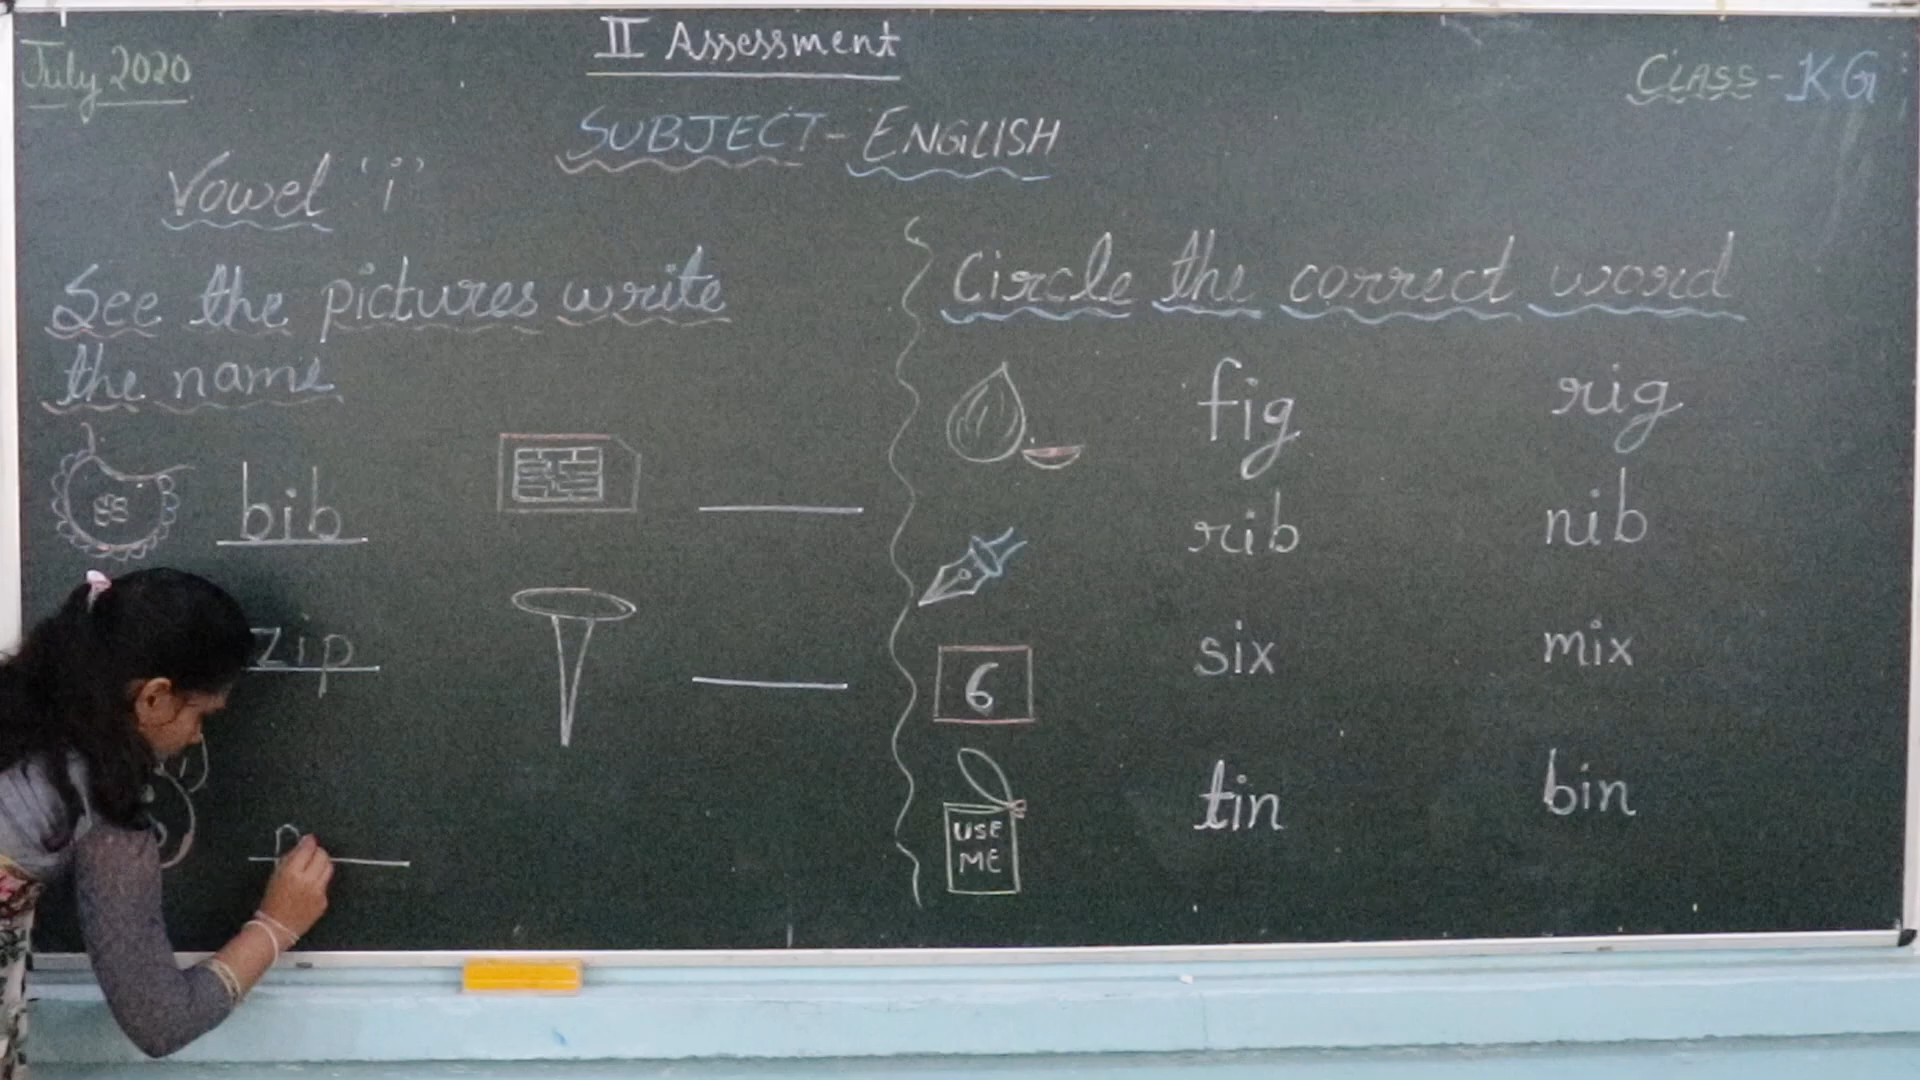 July 2020
II Assessment
CLASS - KG
SUBJECT - ENGLISH
Vowel 'i'
See the pictures write
the name
bib
zip
Circle the correct word
fig rig
rib nib
6
six mix
USE
ME
tin bin